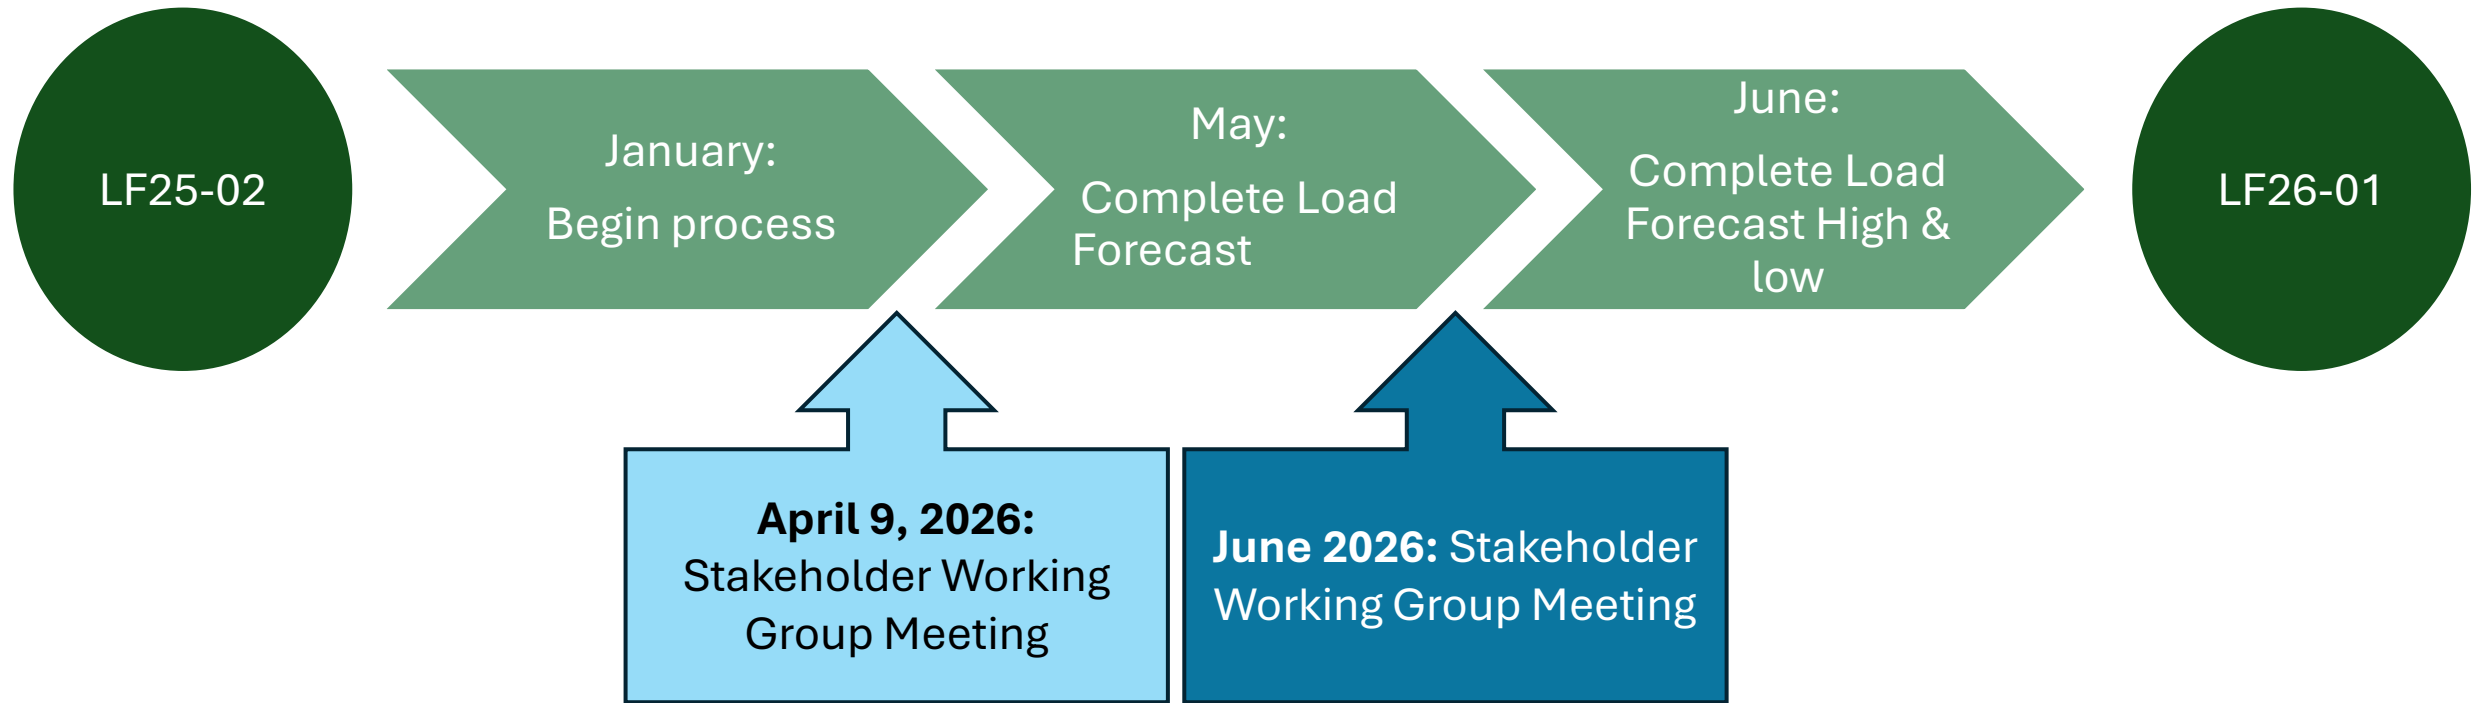 LF25-02
January:
Begin process
May:
Complete Load
Forecast
June:
Complete Load
Forecast High &
low
LF26-01
April 9, 2026:
Stakeholder Working
Group Meeting
June 2026: Stakeholder
Working Group Meeting